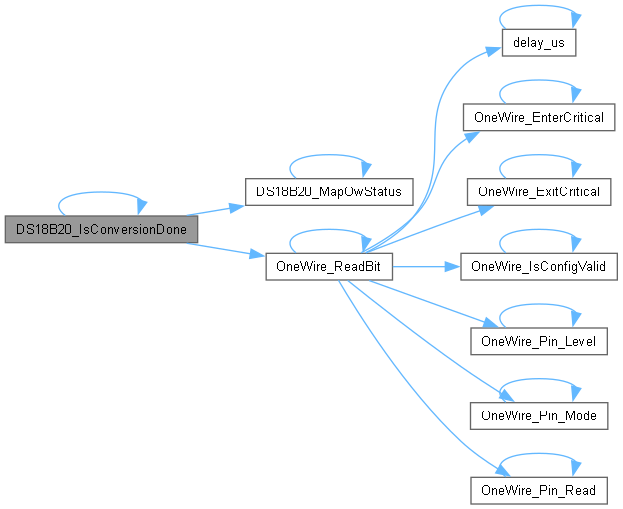 delay_us
OneWire_EnterCritical
DS18B20_MapOwStatus
OneWire_ExitCritical
DS18B20_IsConversionDone
OneWire_ReadBit
OneWire_IsConfigValid
OneWire_Pin_Level
OneWire_Pin_Mode
OneWire_Pin_Read